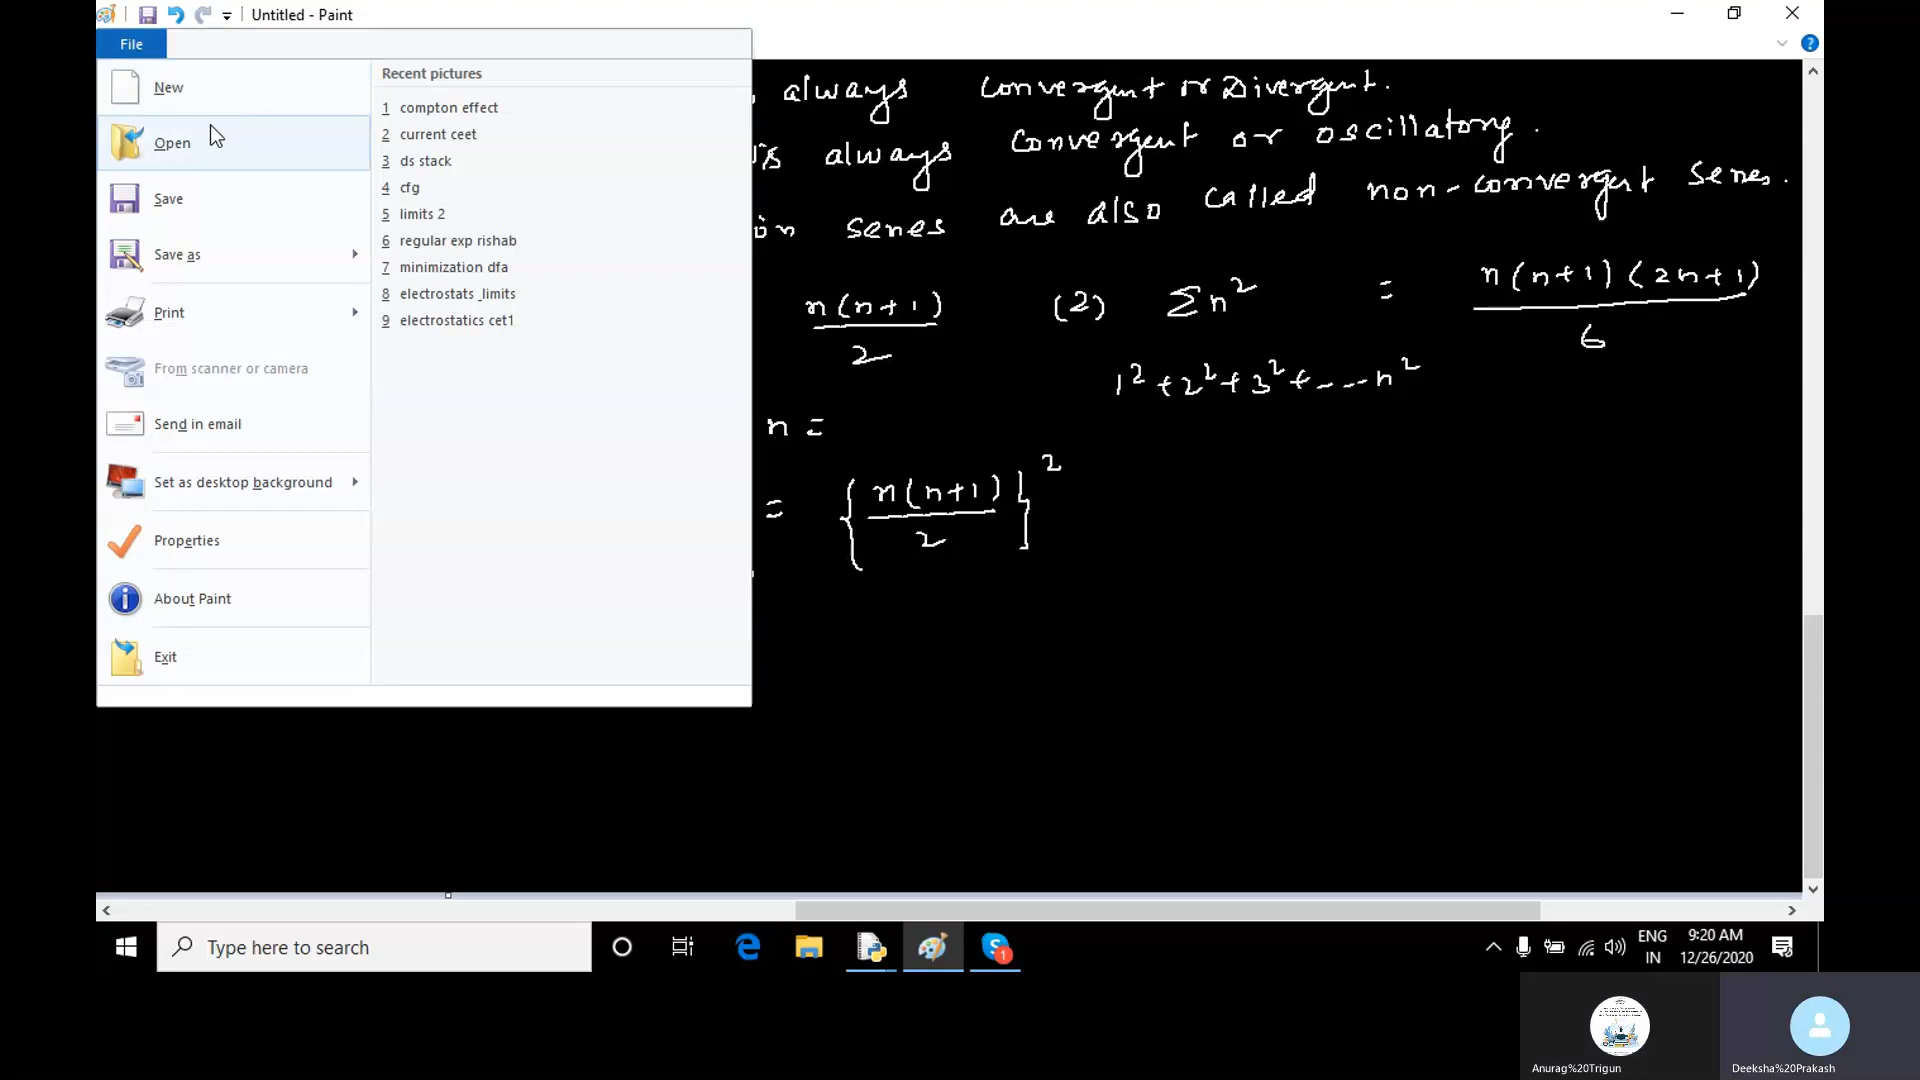 Untitled - Paint
File
New
Open
Save
Save as
Print
From scanner or camera
Send in email
Set as desktop background
Properties
About Paint
Exit
Recent pictures
1 compton effect
2 current ceet
3 ds stack
4 cfg
5 limits 2
6 regular exp rishab
7 minimization dfa
8 electrostats _limits
9 electrostatics cet1
always convergent or Divergent.
is always convergent or oscillatory.
ion series are also called non-convergent series.
n(n+1)/2 (2) Σn² = n(n+1)(2n+1)/6
1²+2²+3²+---n²
n =
= {n(n+1)/2}²
Type here to search
1
ENG
IN
9:20 AM
12/26/2020
Anurag%20Trigun
Deeksha%20Prakash